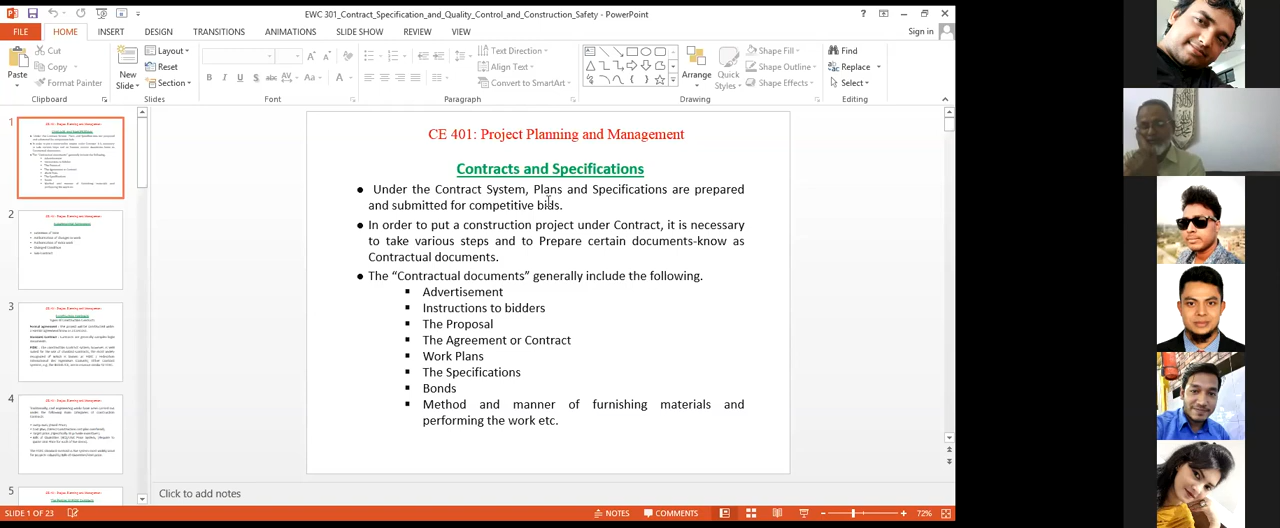 EWC 301_Contract_Specification_and_Quality_Control_and_Construction_Safety - PowerPoint
FILE HOME INSERT DESIGN TRANSITIONS ANIMATIONS SLIDE SHOW REVIEW VIEW Sign in
Paste
Cut
Copy
Format Painter
Clipboard
New
Slide
Layout
Reset
Section
Slides
Font
Text Direction
Align Text
Convert to SmartArt
Paragraph
Arrange
Quick
Styles
Shape Fill
Shape Outline
Shape Effects
Drawing
Find
Replace
Select
Editing
1
2
3
4
5
CE 401: Project Planning and Management
Contracts and Specifications
● Under the Contract System, Plans and Specifications are prepared
and submitted for competitive bids.
● In order to put a construction project under Contract, it is necessary
to take various steps and to Prepare certain documents-know as
Contractual documents.
● The “Contractual documents” generally include the following.
▪ Advertisement
▪ Instructions to bidders
▪ The Proposal
▪ The Agreement or Contract
▪ Work Plans
▪ The Specifications
▪ Bonds
▪ Method and manner of furnishing materials and
performing the work etc.
Click to add notes
SLIDE 1 OF 23 NOTES COMMENTS 72%